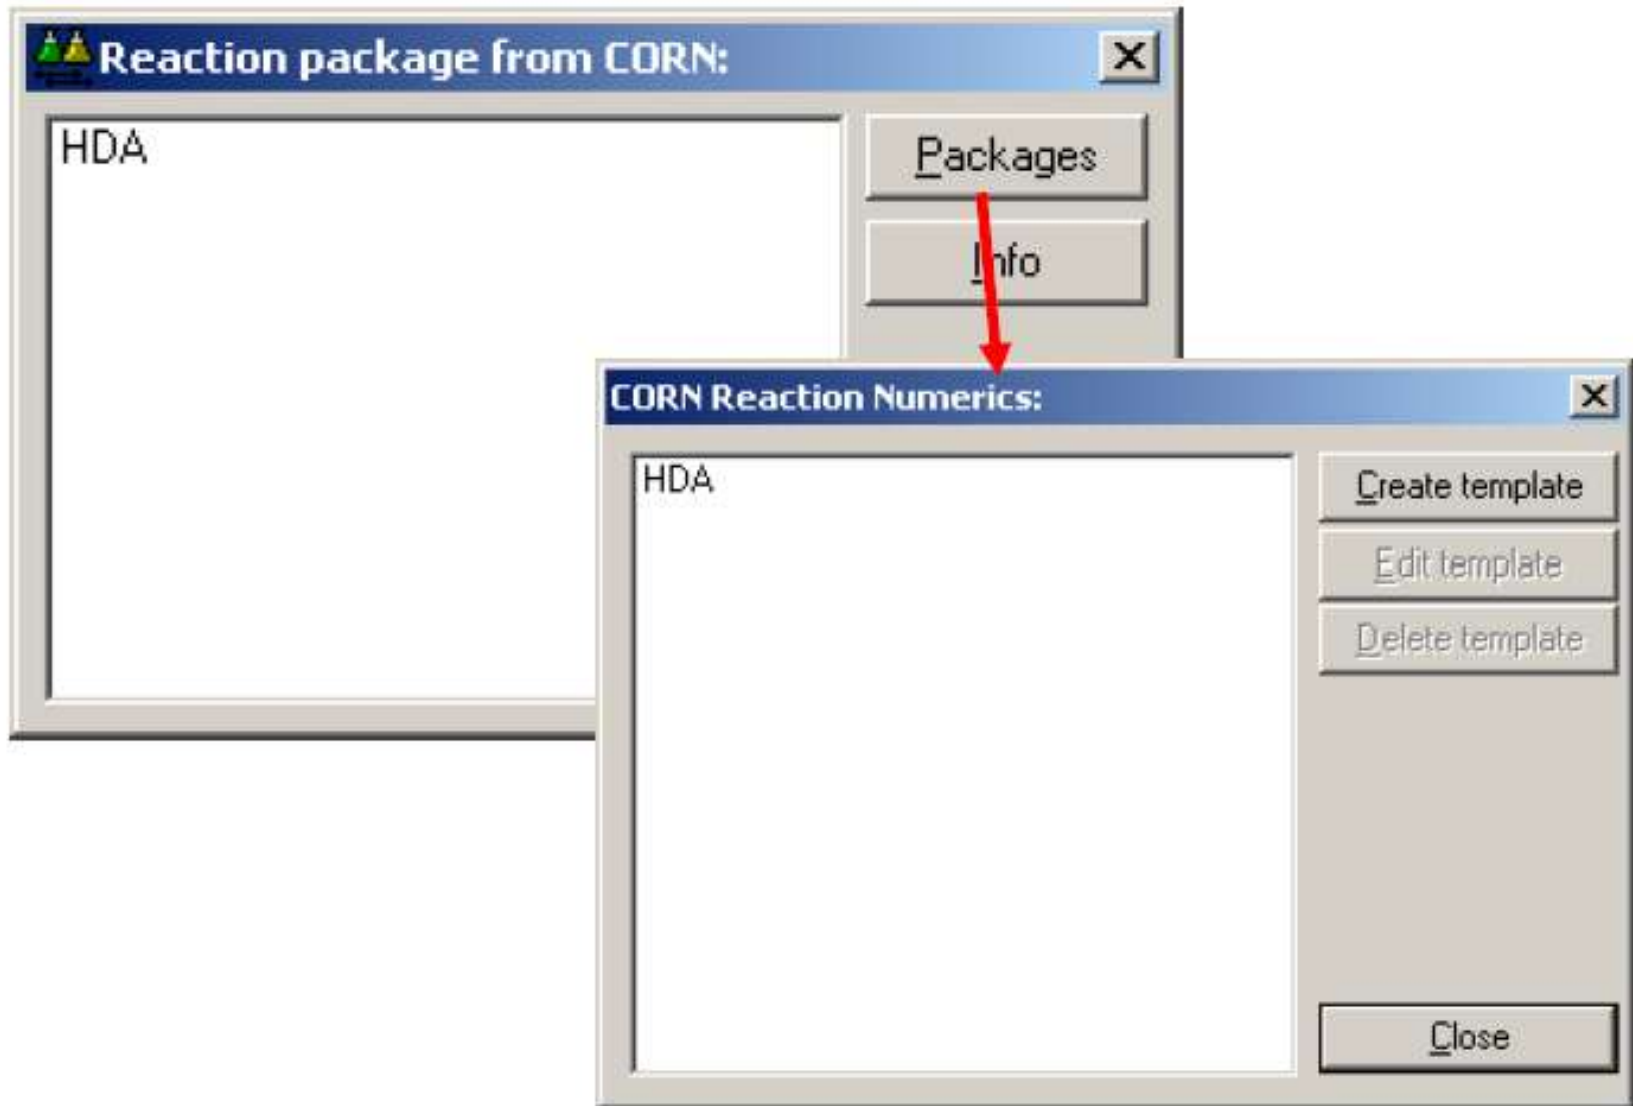 Reaction package from CORN:
HDA
Packages
Info
CORN Reaction Numerics:
HDA
Create template
Edit template
Delete template
Close